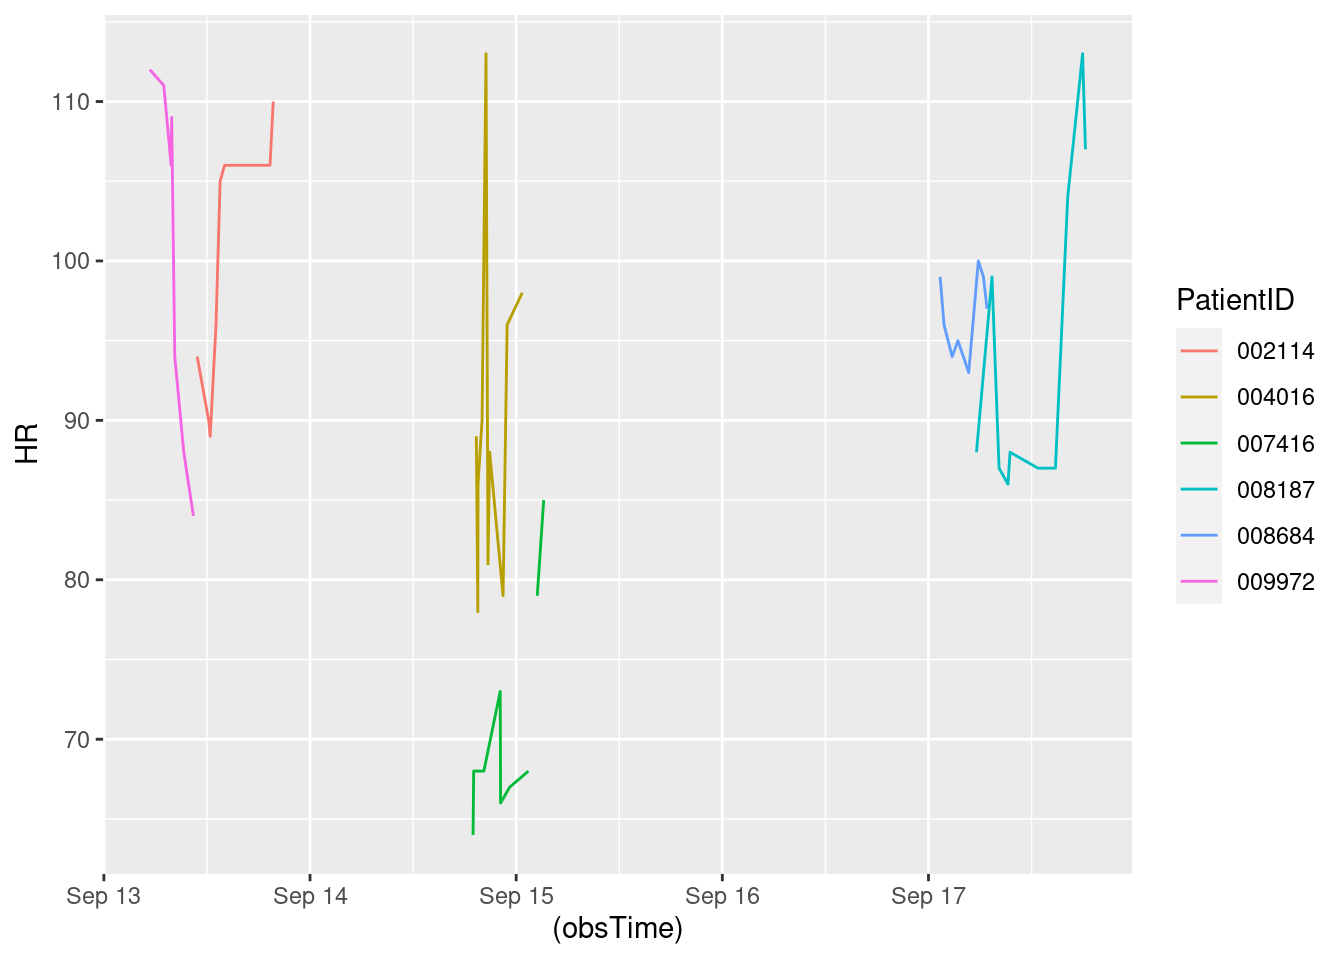 HR
110
100
90
80
70
Sep 13
Sep 14
Sep 15
Sep 16
Sep 17
(obsTime)
PatientID
002114
004016
007416
008187
008684
009972